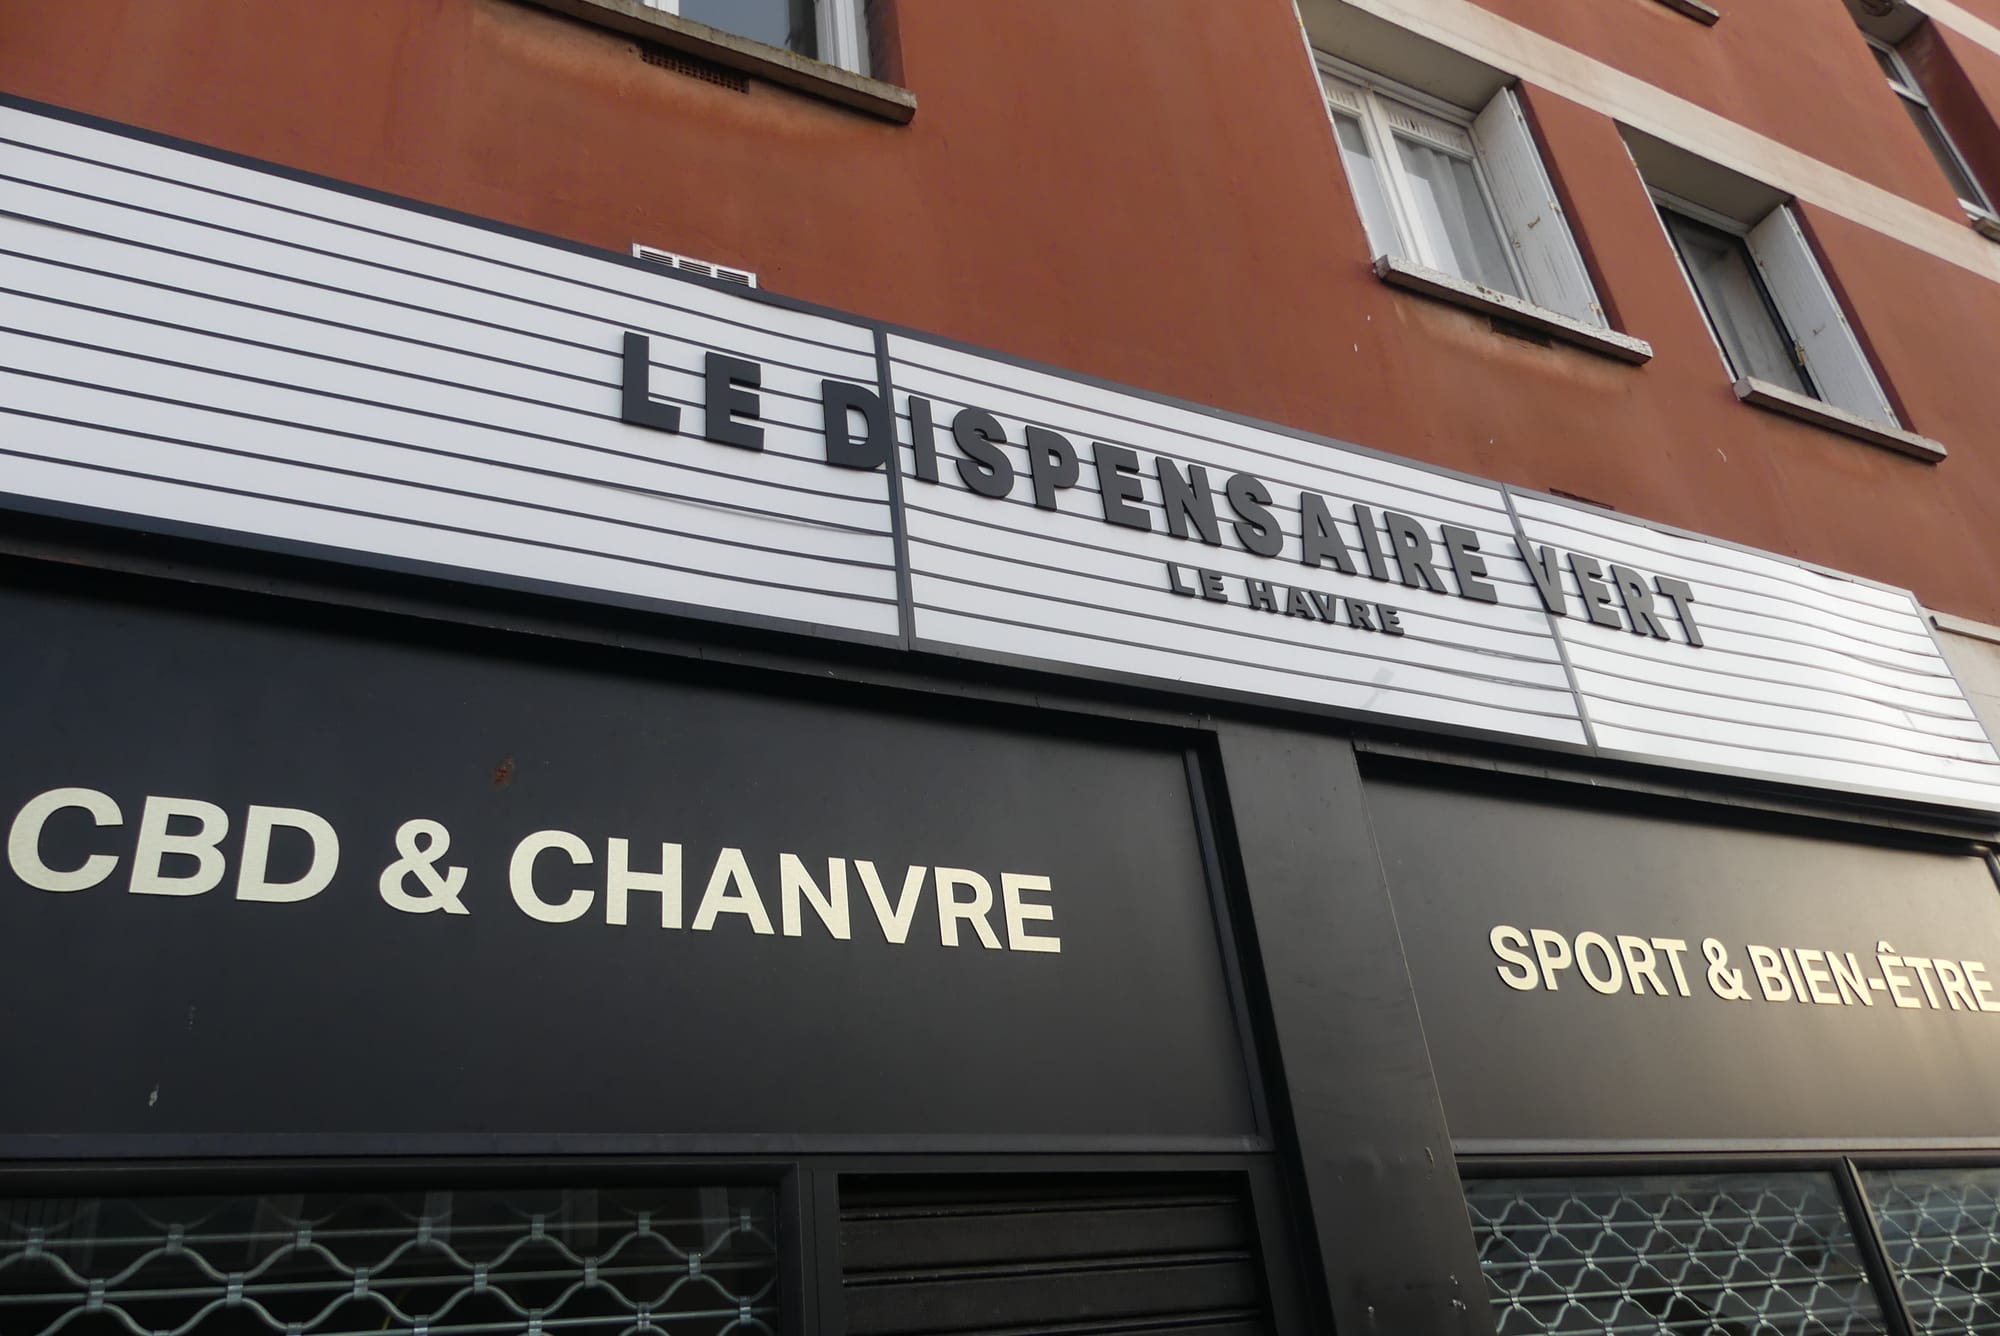 LE DISPENSAIRE VERT
LE HAVRE
CBD & CHANVRE
SPORT & BIEN-ÊTRE